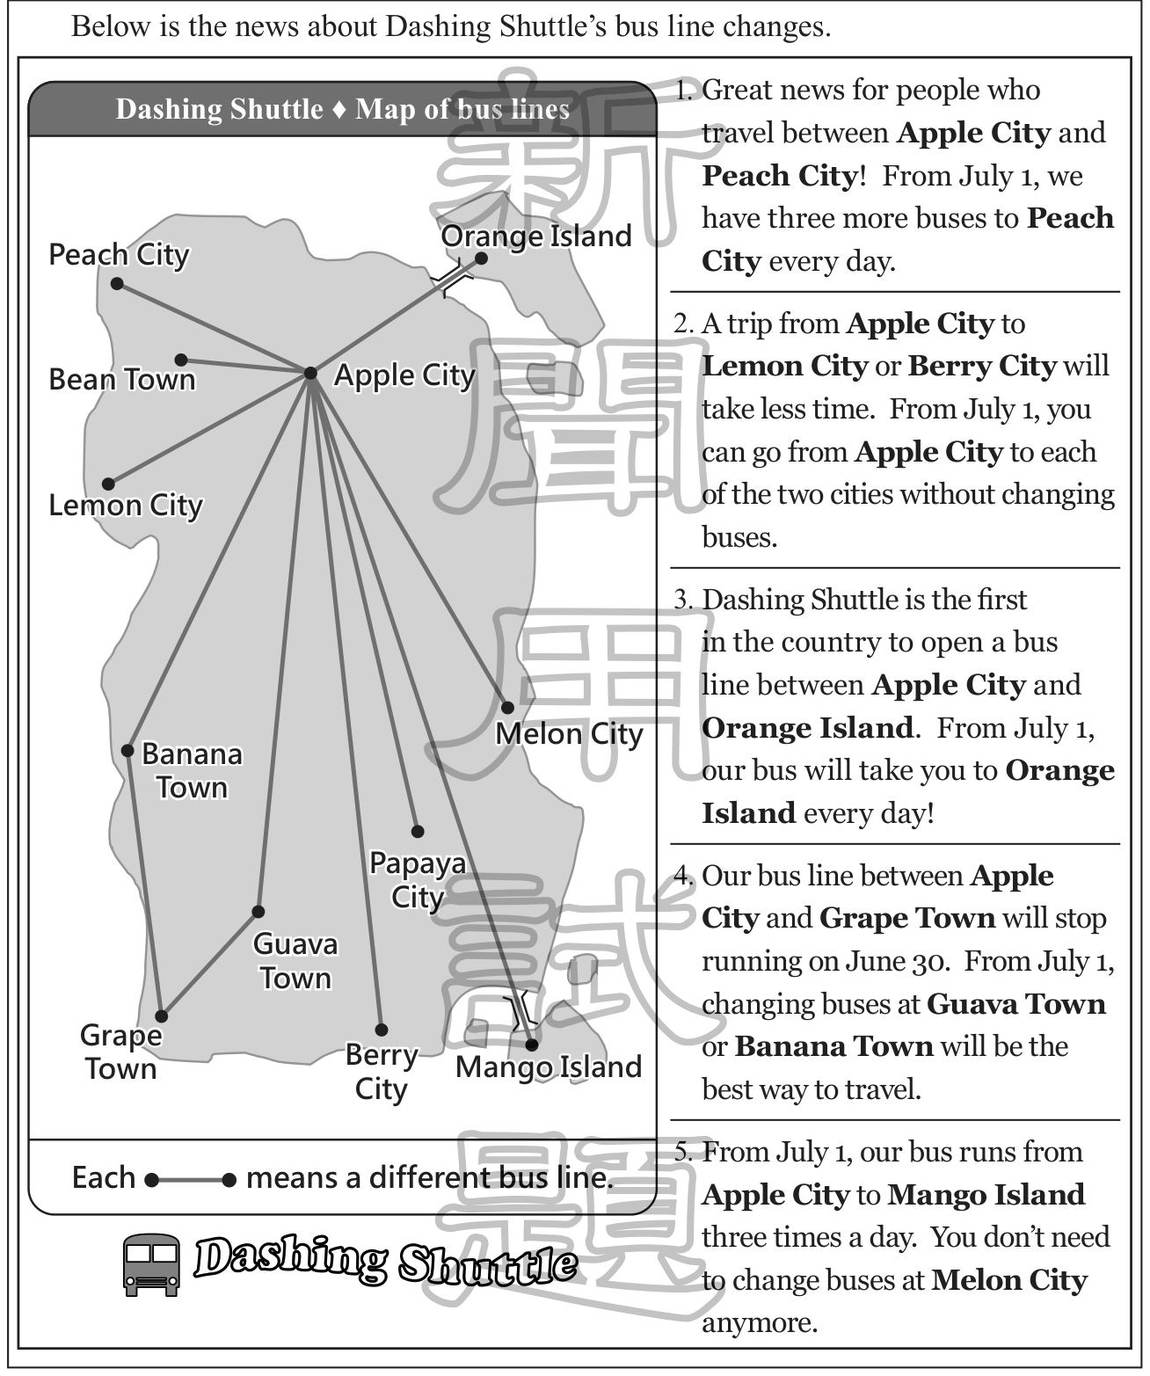 Below is the news about Dashing Shuttle’s bus line changes.
Dashing Shuttle ♦ Map of bus lines
Orange Island
Peach City
Bean Town
Apple City
Lemon City
Melon City
Banana
Town
Papaya
City
Guava
Town
Grape
Town
Berry
City
Mango Island
Each ●——● means a different bus line.
Dashing Shuttle
1. Great news for people who
travel between Apple City and
Peach City! From July 1, we
have three more buses to Peach
City every day.
2. A trip from Apple City to
Lemon City or Berry City will
take less time. From July 1, you
can go from Apple City to each
of the two cities without changing
buses.
3. Dashing Shuttle is the first
in the country to open a bus
line between Apple City and
Orange Island. From July 1,
our bus will take you to Orange
Island every day!
4. Our bus line between Apple
City and Grape Town will stop
running on June 30. From July 1,
changing buses at Guava Town
or Banana Town will be the
best way to travel.
5. From July 1, our bus runs from
Apple City to Mango Island
three times a day. You don’t need
to change buses at Melon City
anymore.
新聞用試題